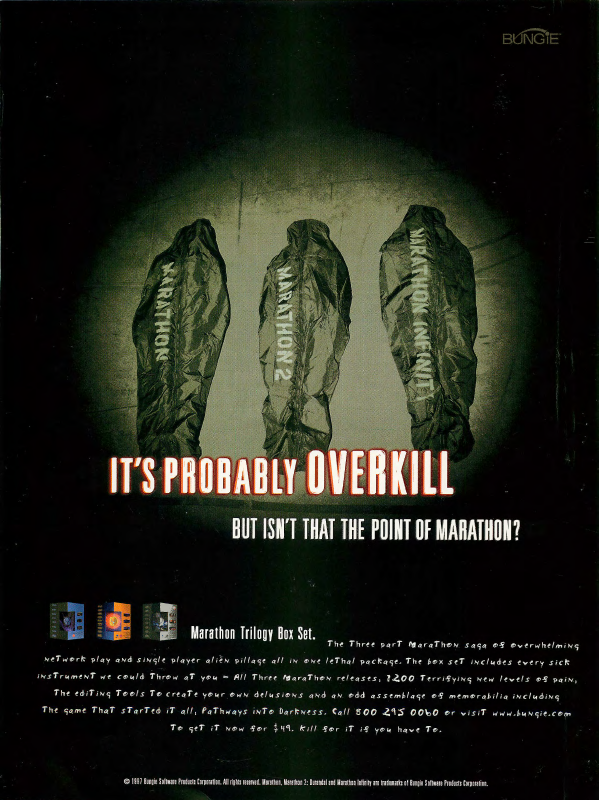 BUNGIE
MARATHON
MARATHON 2
MARATHON INFINITY
IT'S PROBABLY OVERKILL
BUT ISN'T THAT THE POINT OF MARATHON?
Marathon Trilogy Box Set.
The Three part Marathon saga of overwhelming
network play and single player alien pillage all in one lethal package. The box set includes every sick
instrument we could throw at you – All Three Marathon releases, 1200 Terrifying new levels of pain,
The editing Tools To create your own delusions and an odd assemblage of memorabilia including
The game That started it all, Pathways into Darkness. Call 800 295 0060 or visit www.bungie.com
To get it now for $49. Kill for it if you have To.
© 1997 Bungie Software Products Corporation. All rights reserved. Marathon, Marathon 2: Durandal and Marathon Infinity are trademarks of Bungie Software Products Corporation.